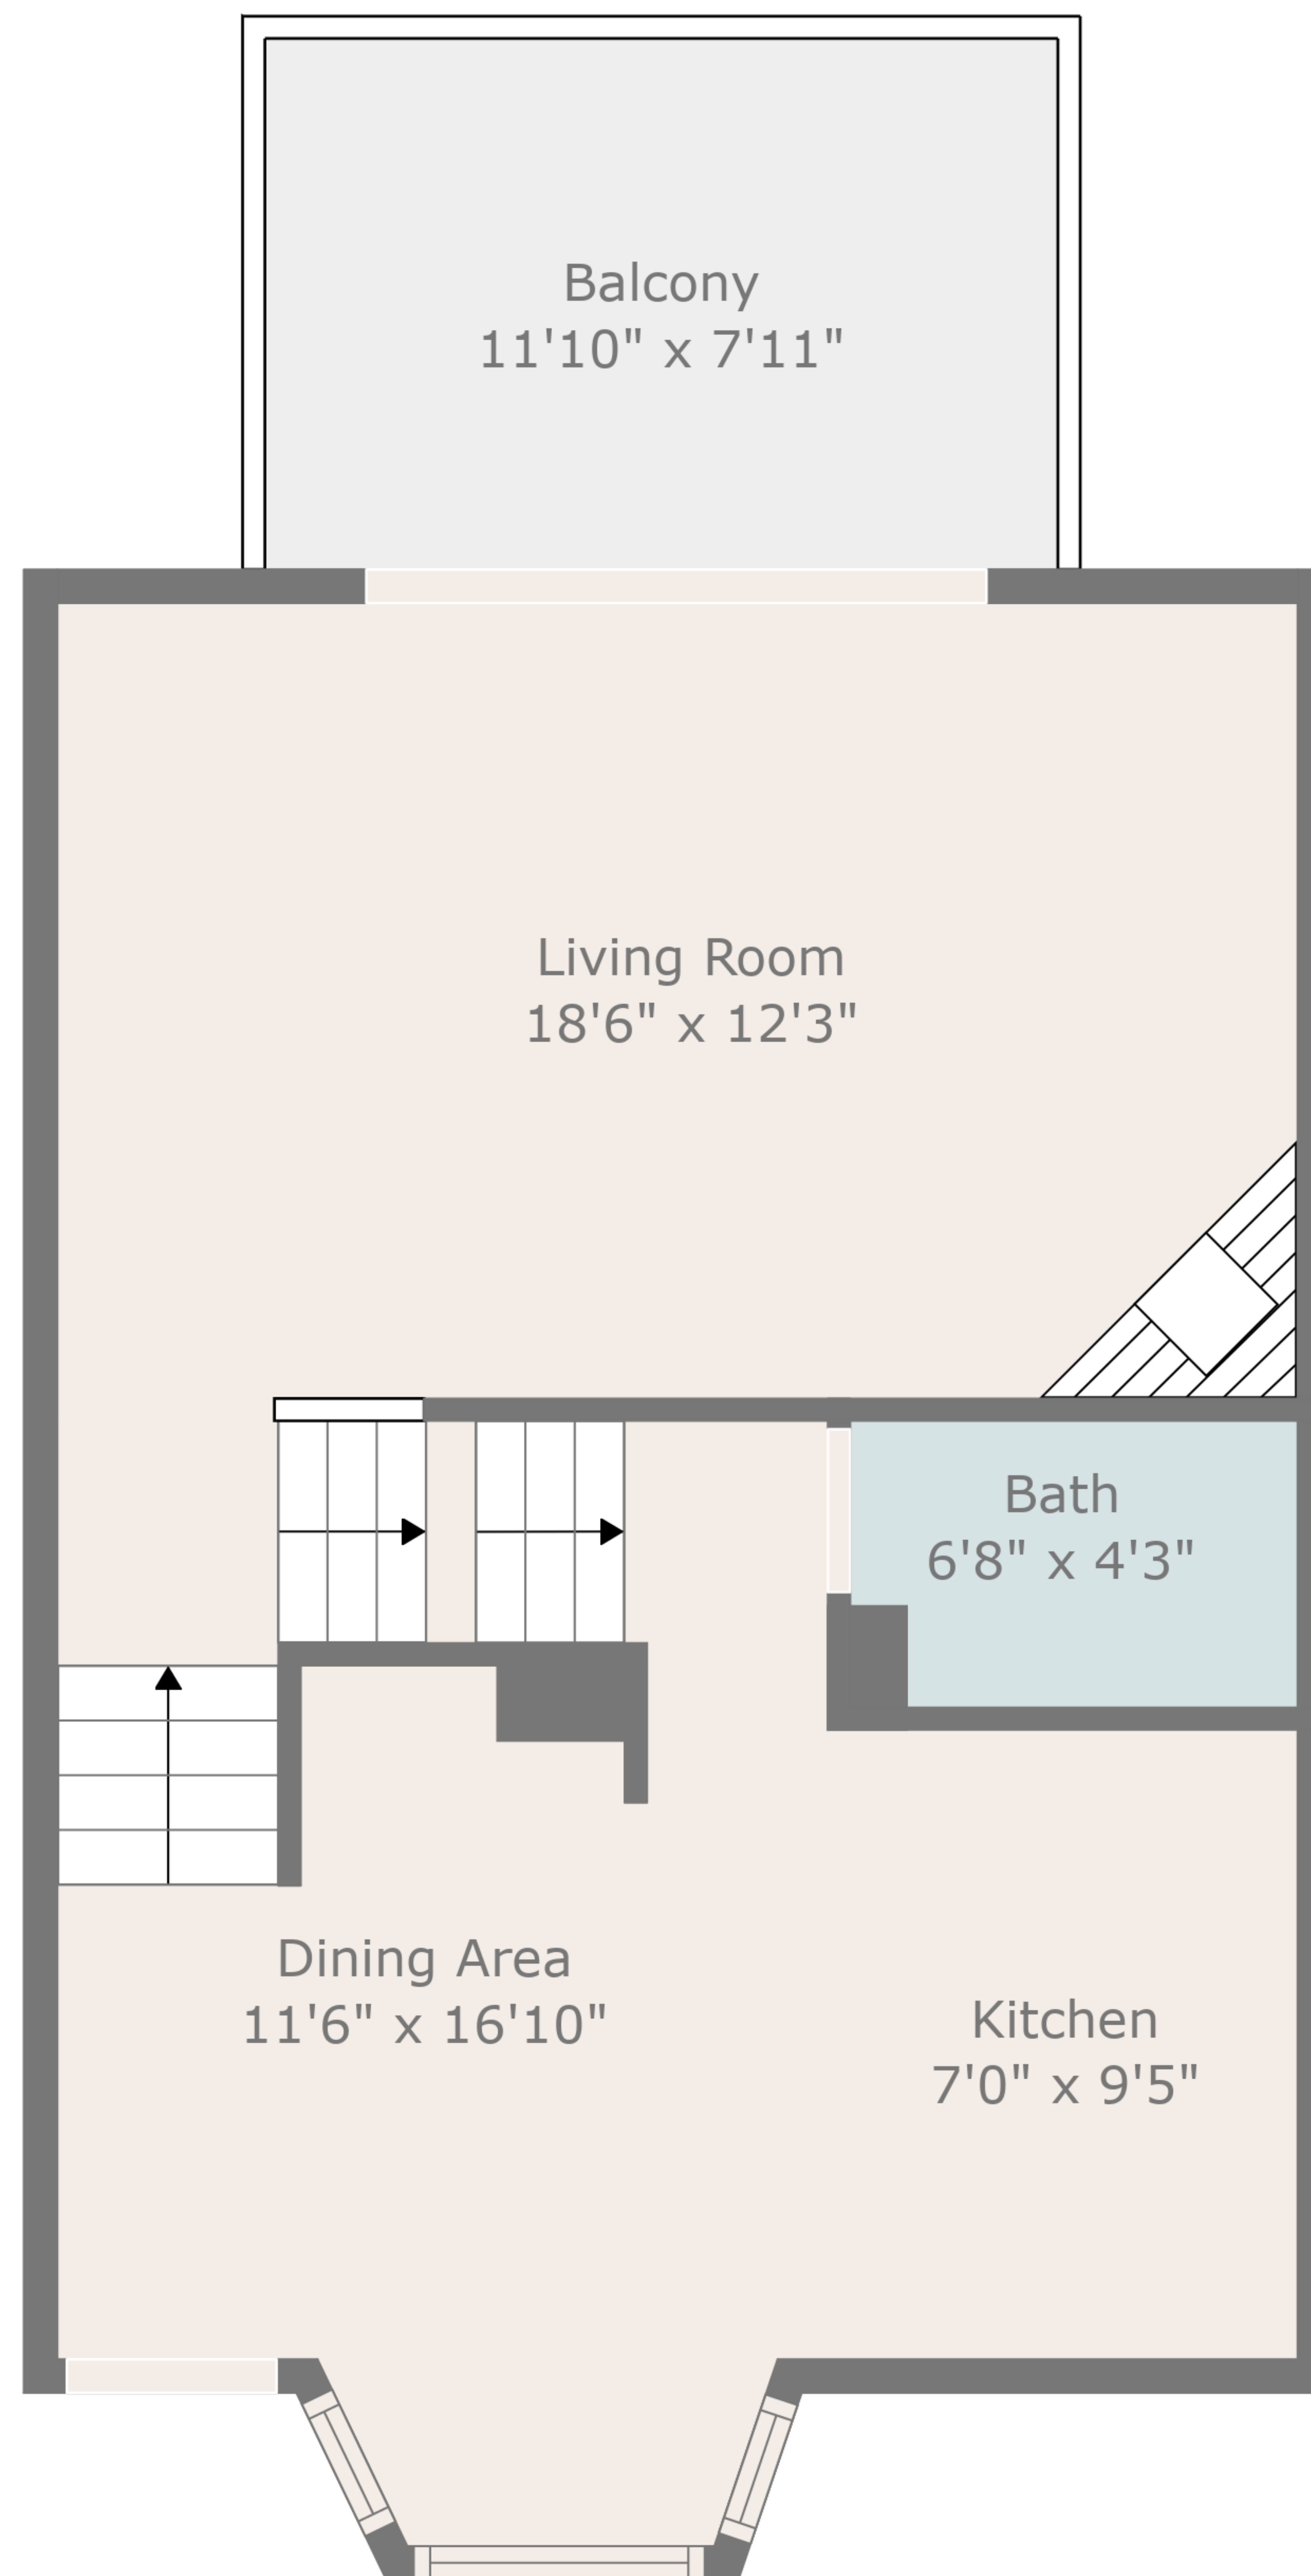 Balcony
11'10" x 7'11"
Living Room
18'6" x 12'3"
Bath
6'8" x 4'3"
Dining Area
11'6" x 16'10"
Kitchen
7'0" x 9'5"